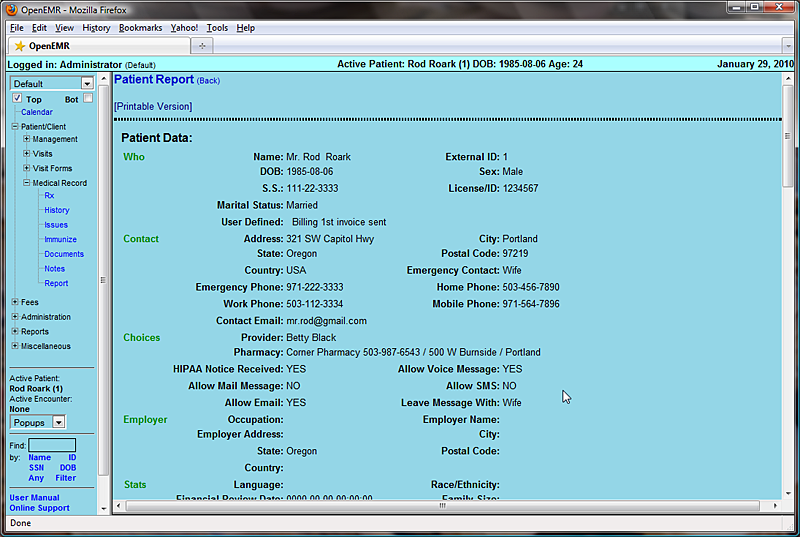 OpenEMR - Mozilla Firefox
File Edit View History Bookmarks Yahoo! Tools Help
OpenEMR
Logged in: Administrator (Default) Active Patient: Rod Roark (1) DOB: 1985-08-06 Age: 24 January 29, 2010
Default
Top Bot
Calendar
Patient/Client
Management
Visits
Visit Forms
Medical Record
Rx
History
Issues
Immunize
Documents
Notes
Report
Fees
Administration
Reports
Miscellaneous
Active Patient:
Rod Roark (1)
Active Encounter:
None
Popups
Find:
by: Name ID
SSN DOB
Any Filter
User Manual
Online Support
Patient Report (Back)
[Printable Version]
Patient Data:
Who Name: Mr. Rod Roark External ID: 1
DOB: 1985-08-06 Sex: Male
S.S.: 111-22-3333 License/ID: 1234567
Marital Status: Married
User Defined: Billing 1st invoice sent
Contact Address: 321 SW Capitol Hwy City: Portland
State: Oregon Postal Code: 97219
Country: USA Emergency Contact: Wife
Emergency Phone: 971-222-3333 Home Phone: 503-456-7890
Work Phone: 503-112-3334 Mobile Phone: 971-564-7896
Contact Email: mr.rod@gmail.com
Choices Provider: Betty Black
Pharmacy: Corner Pharmacy 503-987-6543 / 500 W Burnside / Portland
HIPAA Notice Received: YES Allow Voice Message: YES
Allow Mail Message: NO Allow SMS: NO
Allow Email: YES Leave Message With: Wife
Employer Occupation: Employer Name:
Employer Address: City:
State: Oregon Postal Code:
Country:
Stats Language: Race/Ethnicity:
Financial Review Date: 0000-00-00 00:00:00 Family Size:
Done